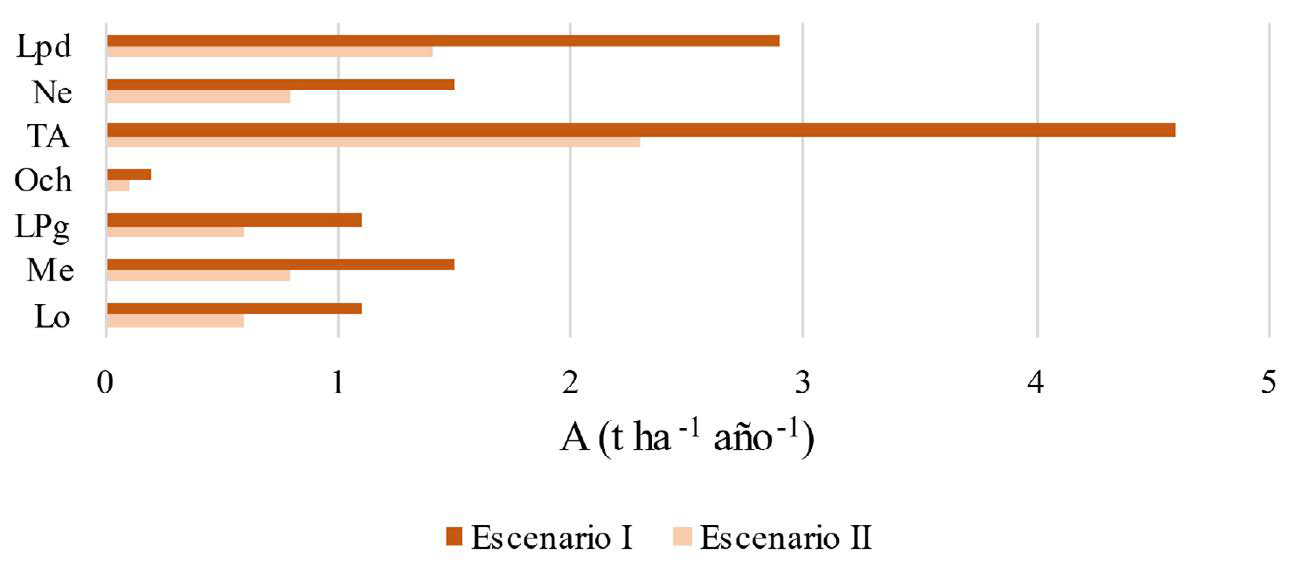 Lpd
Ne
TA
Och
LPg
Me
Lo
0 1 2 3 4 5
A (t ha⁻¹ año⁻¹)
Escenario I Escenario II